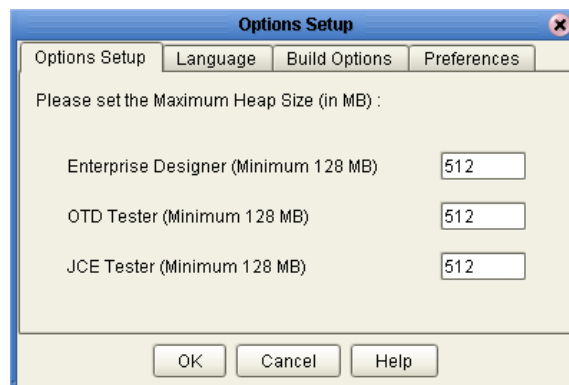 Options Setup
Options Setup Language Build Options Preferences
Please set the Maximum Heap Size (in MB) :
Enterprise Designer (Minimum 128 MB) 512
OTD Tester (Minimum 128 MB) 512
JCE Tester (Minimum 128 MB) 512
OK Cancel Help